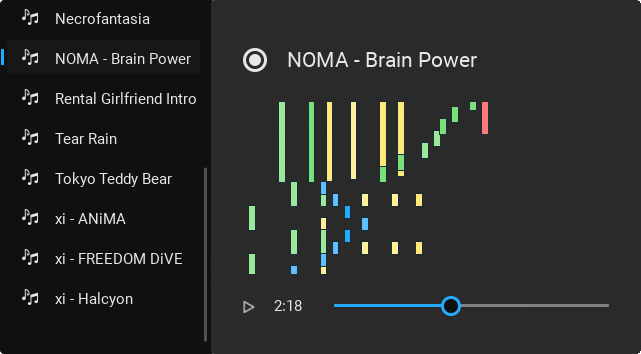 Necrofantasia
NOMA - Brain Power
Rental Girlfriend Intro
Tear Rain
Tokyo Teddy Bear
xi - ANiMA
xi - FREEDOM DiVE
xi - Halcyon
NOMA - Brain Power
2:18